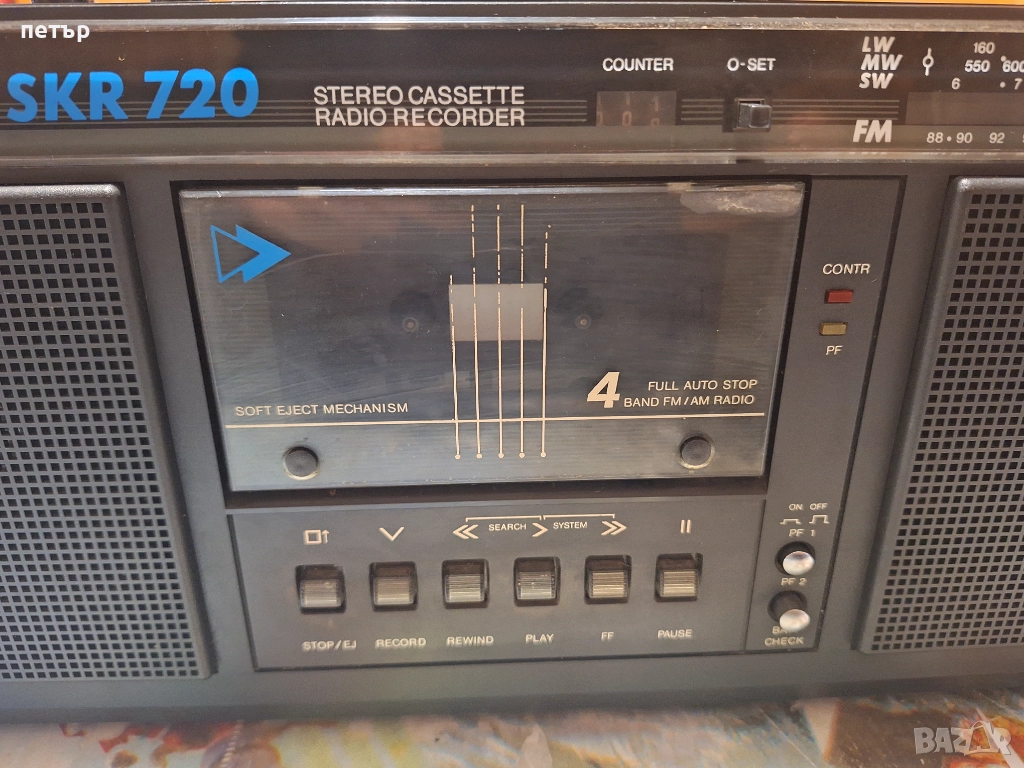 петър
SKR 720
STEREO CASSETTE
RADIO RECORDER
COUNTER
O-SET
LW
MW
SW
FM
160
550 600
6 7
88 90 92
CONTR
PF
SOFT EJECT MECHANISM
4
FULL AUTO STOP
BAND FM/AM RADIO
ON OFF
PF 1
PF 2
CHECK
SEARCH SYSTEM
STOP/EJ
RECORD
REWIND
PLAY
FF
PAUSE
BAZAR